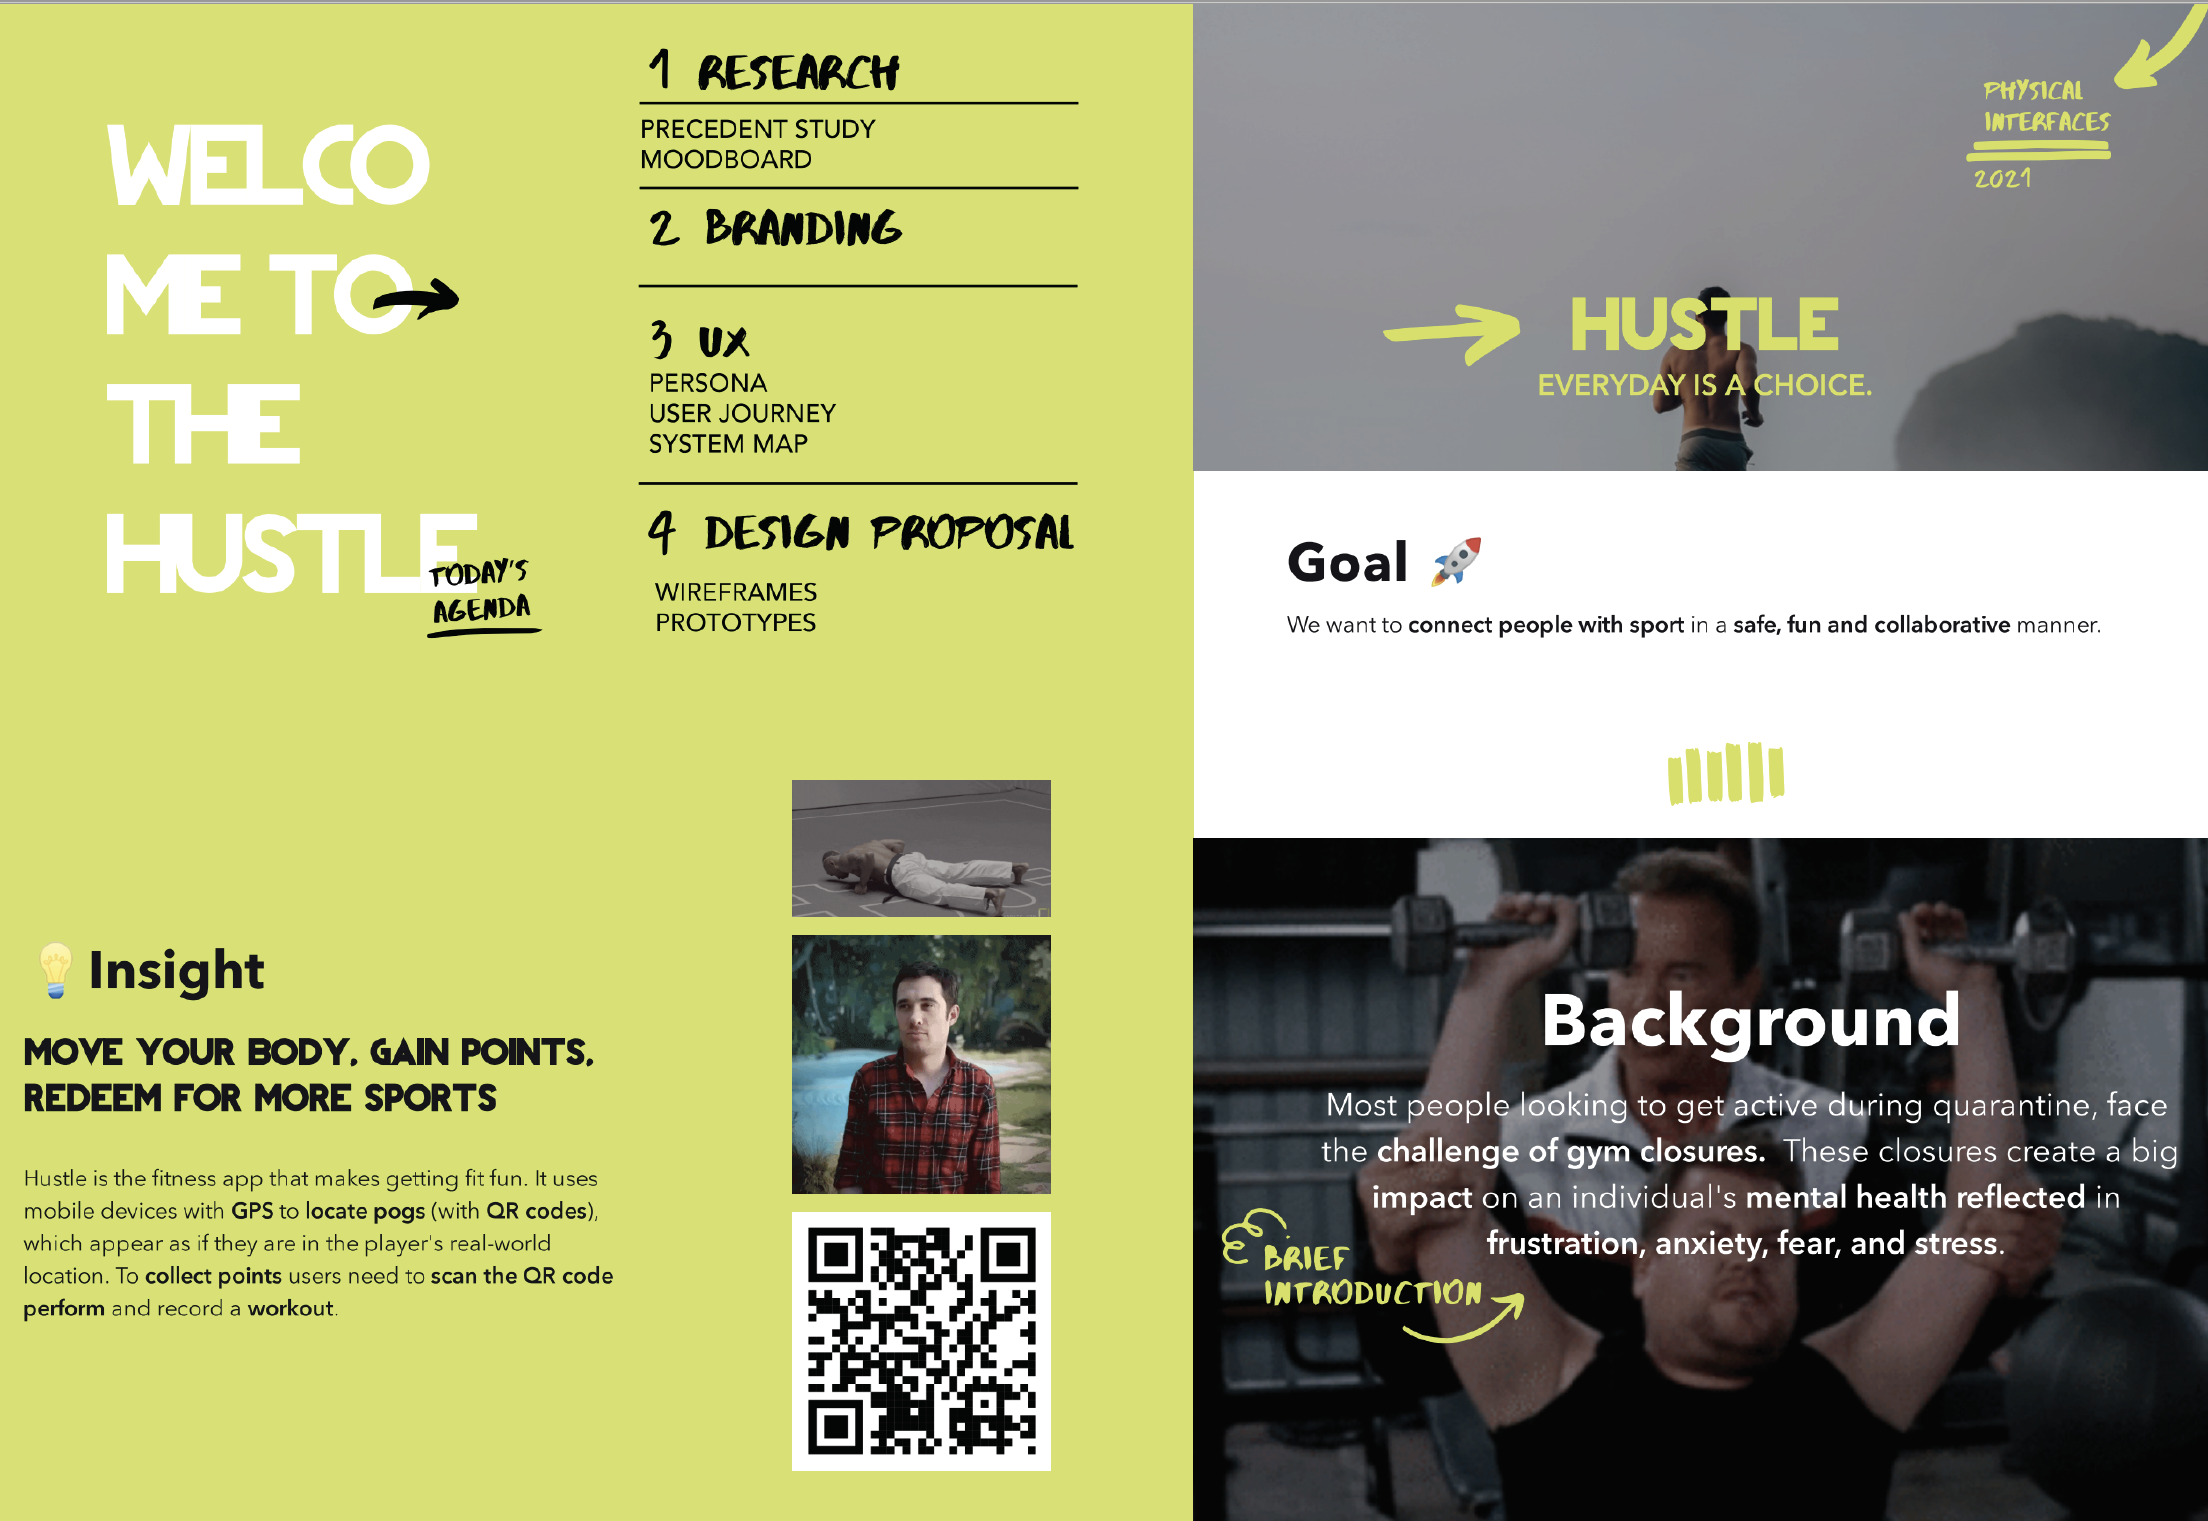 WELCO
ME TO
THE
HUSTLE
TODAY'S
AGENDA
1 RESEARCH
PRECEDENT STUDY
MOODBOARD
2 BRANDING
3 UX
PERSONA
USER JOURNEY
SYSTEM MAP
4 DESIGN PROPOSAL
WIREFRAMES
PROTOTYPES
PHYSICAL
INTERFACES
2021
HUSTLE
EVERYDAY IS A CHOICE.
Goal 🚀
We want to connect people with sport in a safe, fun and collaborative manner.
💡 Insight
MOVE YOUR BODY, GAIN POINTS,
REDEEM FOR MORE SPORTS
Hustle is the fitness app that makes getting fit fun. It uses
mobile devices with GPS to locate pogs (with QR codes),
which appear as if they are in the player's real-world
location. To collect points users need to scan the QR code
perform and record a workout.
Background
Most people looking to get active during quarantine, face
the challenge of gym closures. These closures create a big
impact on an individual's mental health reflected in
frustration, anxiety, fear, and stress.
BRIEF
INTRODUCTION